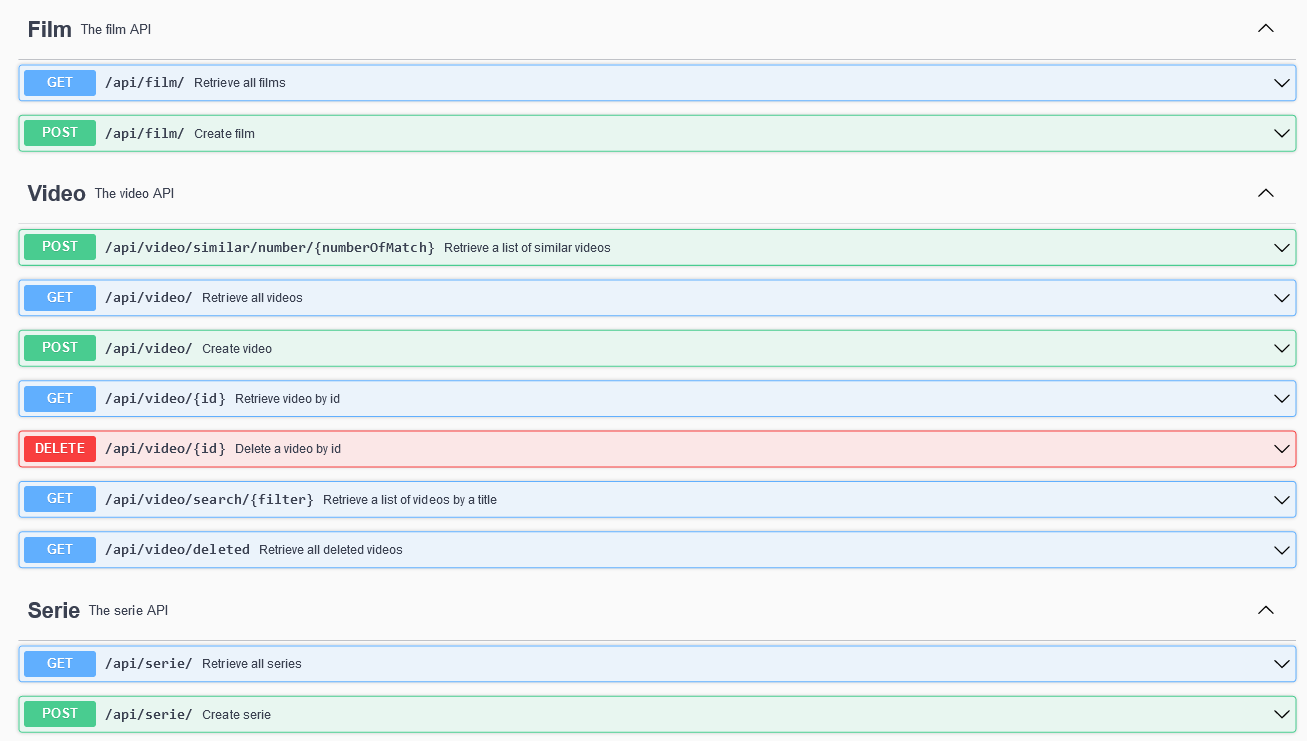 Film The film API
GET /api/film/ Retrieve all films
POST /api/film/ Create film
Video The video API
POST /api/video/similar/number/{numberOfMatch} Retrieve a list of similar videos
GET /api/video/ Retrieve all videos
POST /api/video/ Create video
GET /api/video/{id} Retrieve video by id
DELETE /api/video/{id} Delete a video by id
GET /api/video/search/{filter} Retrieve a list of videos by a title
GET /api/video/deleted Retrieve all deleted videos
Serie The serie API
GET /api/serie/ Retrieve all series
POST /api/serie/ Create serie